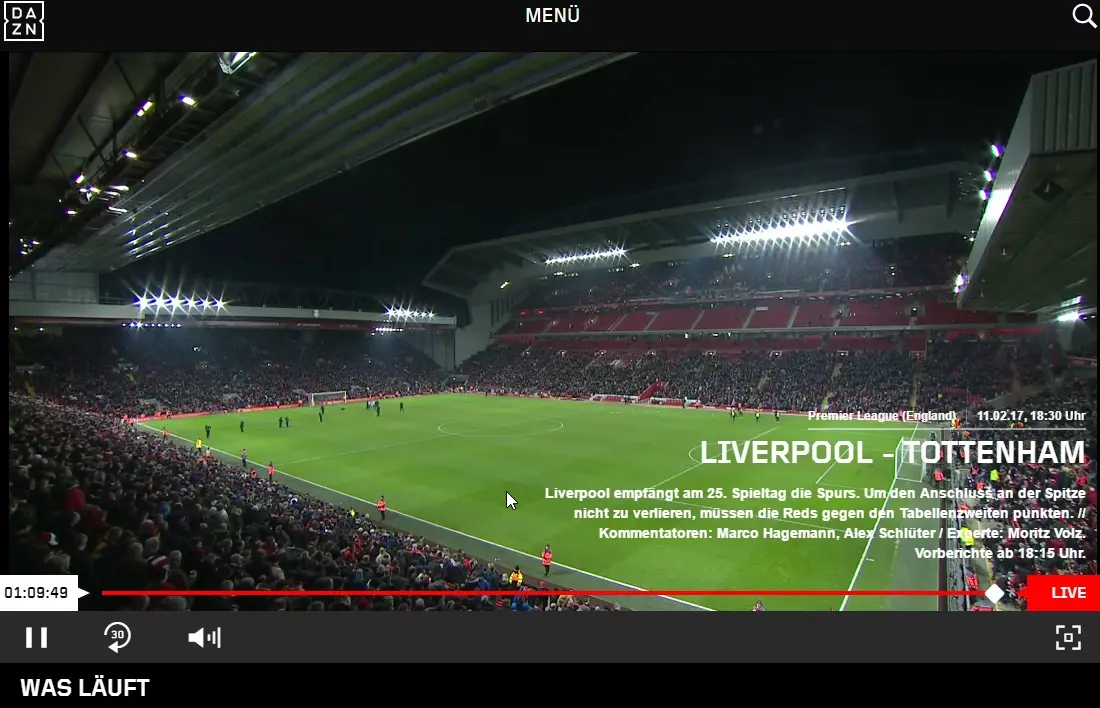 DA
ZN
MENÜ
Premier League (England) 11.02.17, 18:30 Uhr
LIVERPOOL - TOTTENHAM
Liverpool empfängt am 25. Spieltag die Spurs. Um den Anschluss an der Spitze
nicht zu verlieren, müssen die Reds gegen den Tabellenzweiten punkten. //
Kommentatoren: Marco Hagemann, Alex Schlüter / Experte: Moritz Volz.
Vorberichte ab 18:15 Uhr.
01:09:49
LIVE
30
WAS LÄUFT